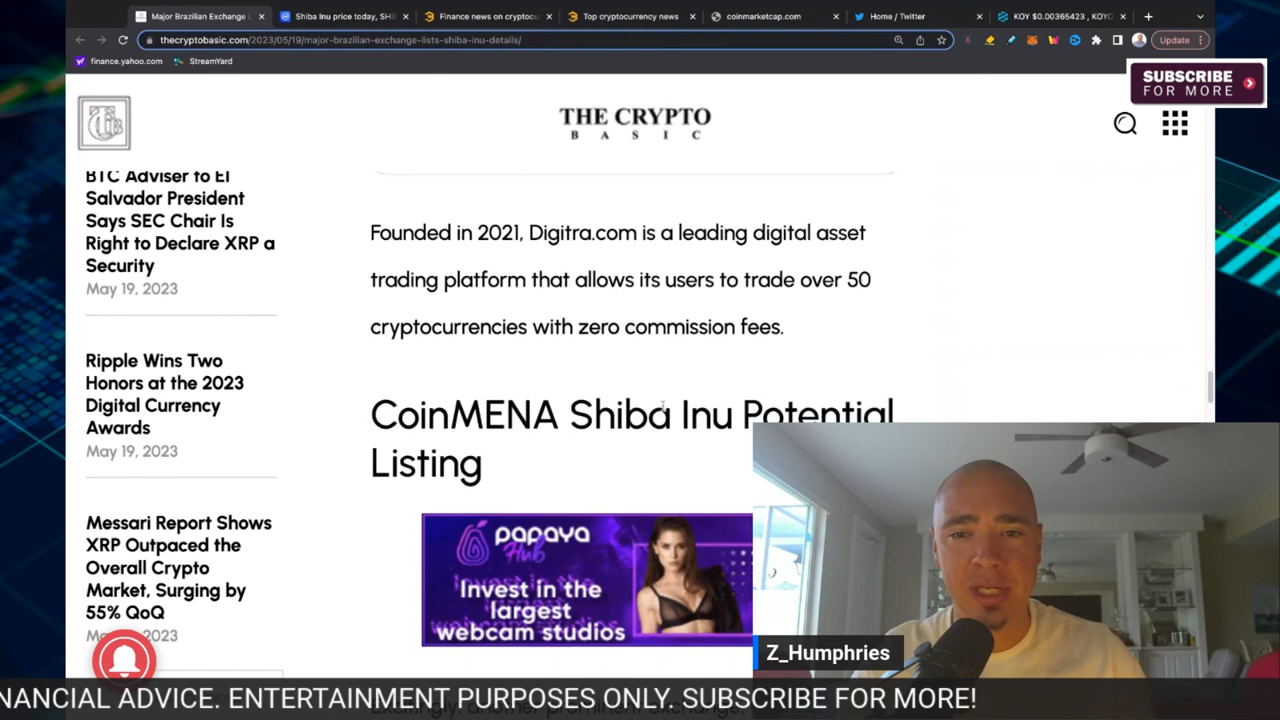 Major Brazilian Exchange L
Shiba Inu price today, SHI
Finance news on cryptocu
Top cryptocurrency news
coinmarketcap.com
Home / Twitter
KOY $0.00365423 , KOYO
thecryptobasic.com/2023/05/19/major-brazilian-exchange-lists-shiba-inu-details/
Update
finance.yahoo.com
StreamYard
SUBSCRIBE
FOR MORE
THE CRYPTO
BASIC
BTC Adviser to El
Salvador President
Says SEC Chair Is
Right to Declare XRP a
Security
May 19, 2023
Ripple Wins Two
Honors at the 2023
Digital Currency
Awards
May 19, 2023
Messari Report Shows
XRP Outpaced the
Overall Crypto
Market, Surging by
55% QoQ
2023
Founded in 2021, Digitra.com is a leading digital asset
trading platform that allows its users to trade over 50
cryptocurrencies with zero commission fees.
CoinMENA Shiba Inu Potential
Listing
papaya
Hub
Invest in the
largest
webcam studios
Z_Humphries
NANCIAL ADVICE. ENTERTAINMENT PURPOSES ONLY. SUBSCRIBE FOR MORE!